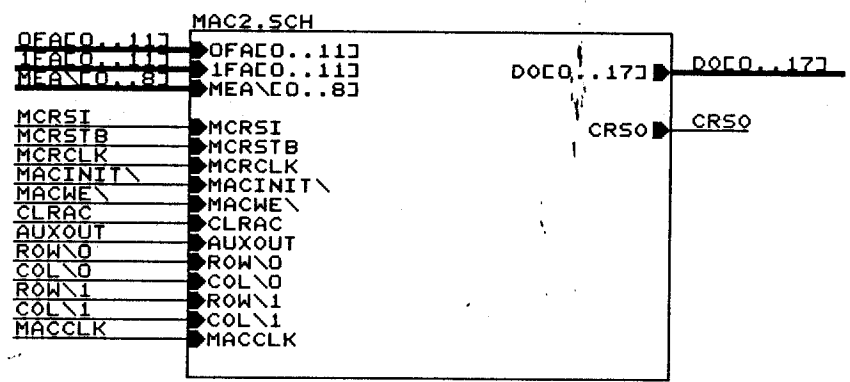 MAC2.SCH
0FA[0..11]
0FA[0..11]
1FA[0..11]
1FA[0..11]
MEA\[0..8]
MEA\[0..8]
DO[0..17]
DO[0..17]
MCRSI
MCRSI
CRSO
CRSO
MCRSTB
MCRSTB
MCRCLK
MCRCLK
MACINIT\
MACINIT\
MACWE\
MACWE\
CLRAC
CLRAC
AUXOUT
AUXOUT
ROW\0
ROW\0
COL\0
COL\0
ROW\1
ROW\1
COL\1
COL\1
MACCLK
MACCLK